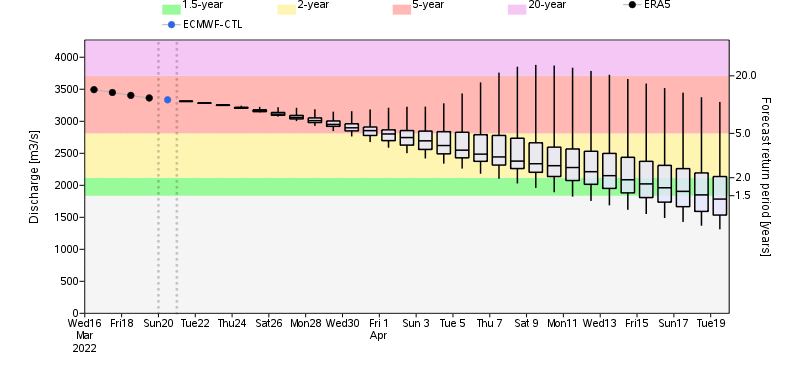 1.5-year 2-year 5-year 20-year ERA5
ECMWF-CTL
Discharge [m3/s]
4000
3500
3000
2500
2000
1500
1000
500
0
20.0
5.0
2.0
1.5
Forecast return period [years]
Wed16 Fri18 Sun20 Tue22 Thu24 Sat26 Mon28 Wed30 Fri 1 Sun 3 Tue 5 Thu 7 Sat 9 Mon11 Wed13 Fri15 Sun17 Tue19
Mar Apr
2022